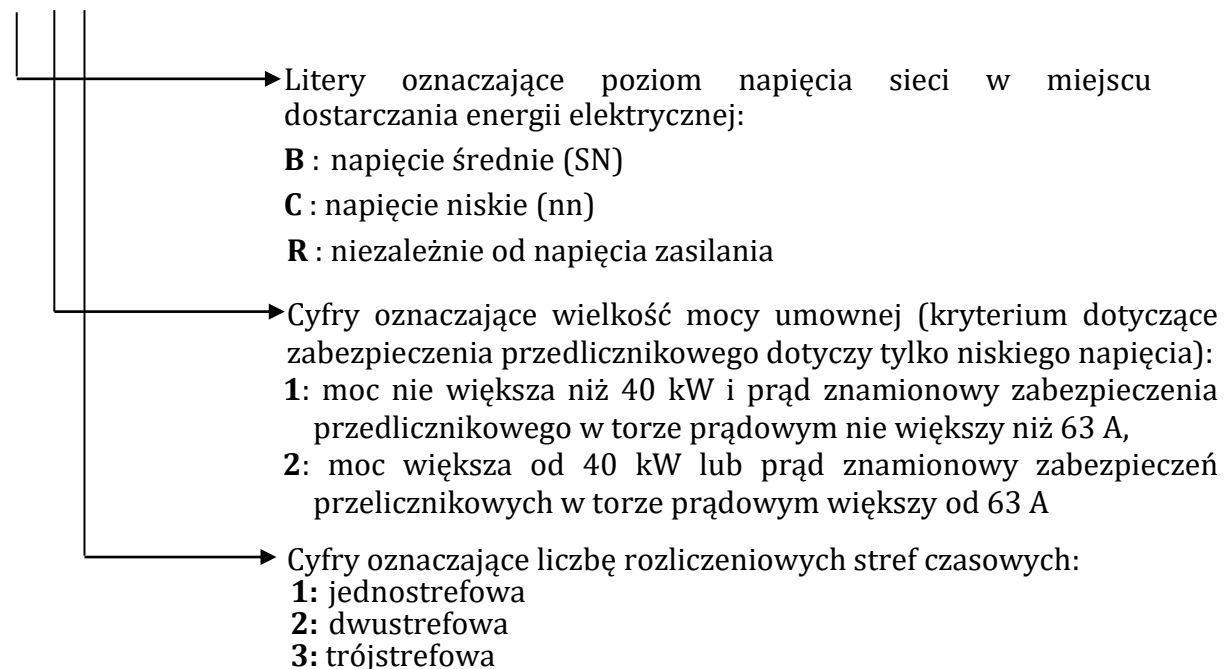 Litery oznaczające poziom napięcia sieci w miejscu
dostarczania energii elektrycznej:
B : napięcie średnie (SN)
C : napięcie niskie (nn)
R : niezależnie od napięcia zasilania
Cyfry oznaczające wielkość mocy umownej (kryterium dotyczące
zabezpieczenia przedlicznikowego dotyczy tylko niskiego napięcia):
1: moc nie większa niż 40 kW i prąd znamionowy zabezpieczenia
przedlicznikowego w torze prądowym nie większy niż 63 A,
2: moc większa od 40 kW lub prąd znamionowy zabezpieczeń
przelicznikowych w torze prądowym większy od 63 A
Cyfry oznaczające liczbę rozliczeniowych stref czasowych:
1: jednostrefowa
2: dwustrefowa
3: trójstrefowa